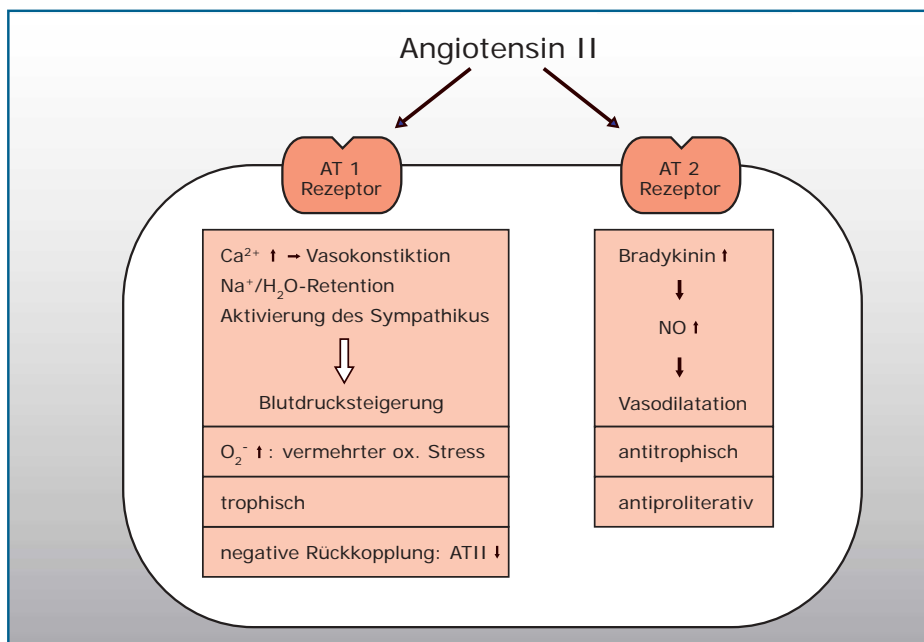 Angiotensin II
AT 1
Rezeptor
Ca²⁺ ⬆ → Vasokonstiktion
Na⁺/H₂O-Retention
Aktivierung des Sympathikus
Blutdrucksteigerung
O₂⁻ ⬆: vermehrter ox. Stress
trophisch
negative Rückkopplung: ATII ⬇
AT 2
Rezeptor
Bradykinin ⬆
NO ⬆
Vasodilatation
antitrophisch
antiproliterativ